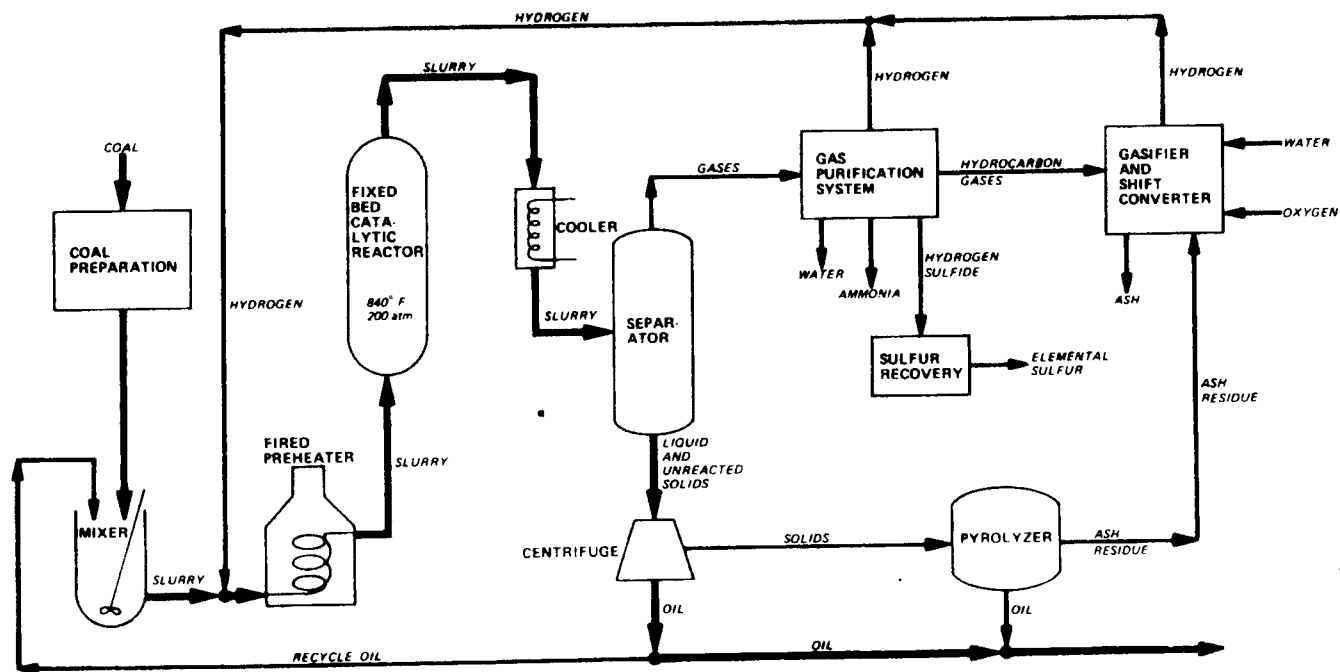 HYDROGEN
SLURRY
HYDROGEN
HYDROGEN
COAL
COAL
PREPARATION
FIXED
BED
CATA-
LYTIC
REACTOR
840° F
200 atm
COOLER
GASES
GAS
PURIFICATION
SYSTEM
HYDROCARBON
GASES
GASIFIER
AND
SHIFT
CONVERTER
WATER
OXYGEN
HYDROGEN
SLURRY
SEPAR-
ATOR
WATER
AMMONIA
HYDROGEN
SULFIDE
ASH
SULFUR
RECOVERY
ELEMENTAL
SULFUR
ASH
RESIDUE
FIRED
PREHEATER
SLURRY
LIQUID
AND
UNREACTED
SOLIDS
MIXER
CENTRIFUGE
SOLIDS
PYROLYZER
ASH
RESIDUE
SLURRY
OIL
OIL
RECYCLE OIL
OIL